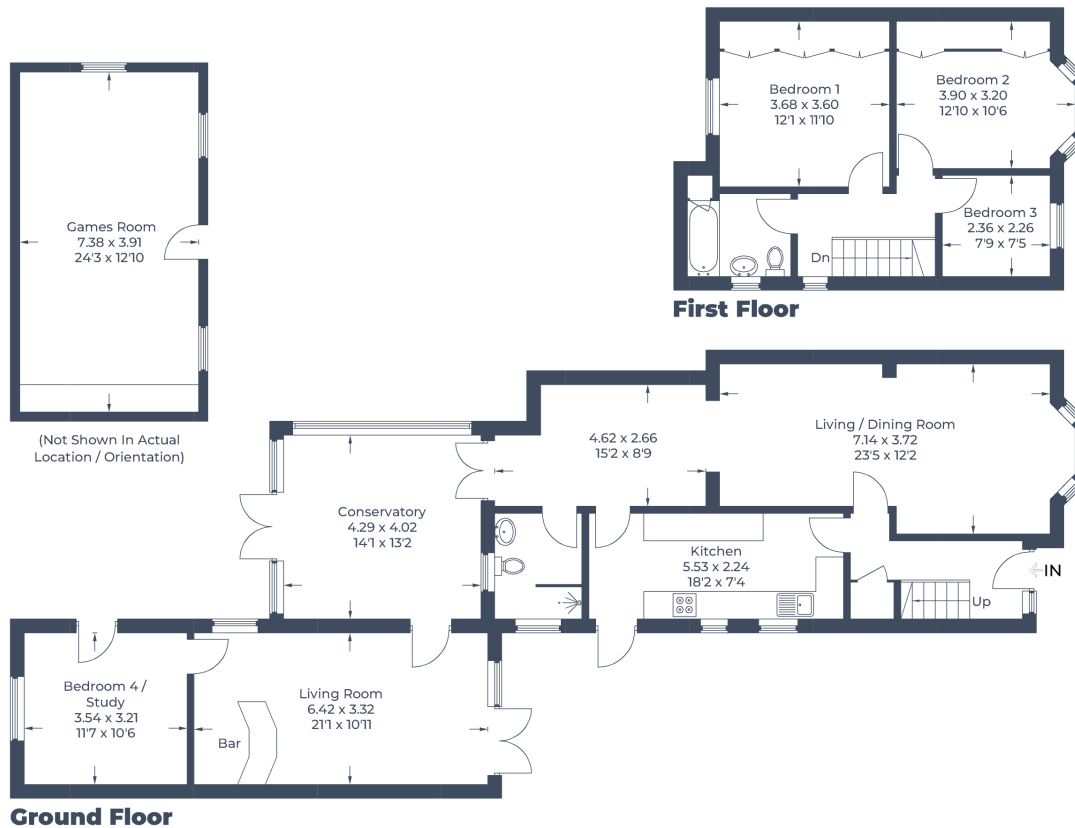 Games Room
7.38 x 3.91
24'3 x 12'10
(Not Shown In Actual
Location / Orientation)
Bedroom 1
3.68 x 3.60
12'1 x 11'10
Bedroom 2
3.90 x 3.20
12'10 x 10'6
Bedroom 3
2.36 x 2.26
7'9 x 7'5
Dn
First Floor
4.62 x 2.66
15'2 x 8'9
Living / Dining Room
7.14 x 3.72
23'5 x 12'2
Conservatory
4.29 x 4.02
14'1 x 13'2
Kitchen
5.53 x 2.24
18'2 x 7'4
IN
Up
Bedroom 4 /
Study
3.54 x 3.21
11'7 x 10'6
Living Room
6.42 x 3.32
21'1 x 10'11
Bar
Ground Floor